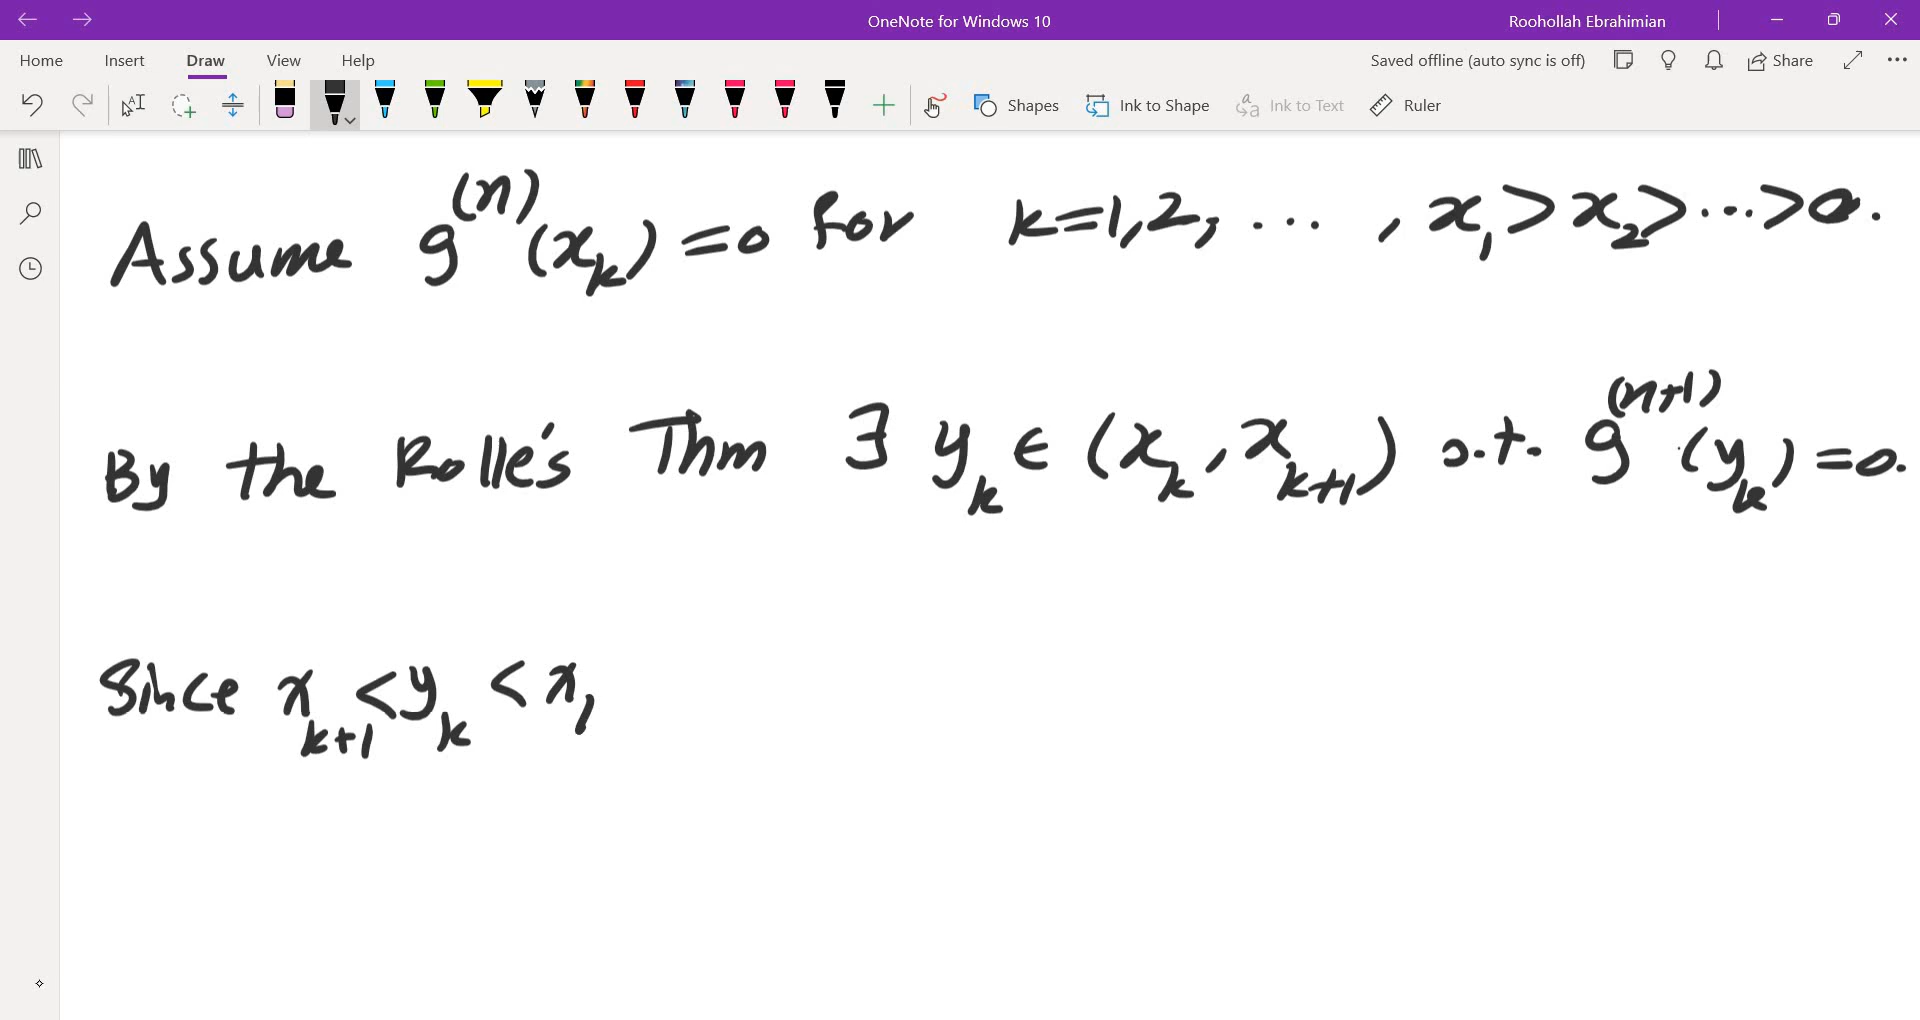 OneNote for Windows 10
Roohollah Ebrahimian
Home Insert Draw View Help
Saved offline (auto sync is off) Share
Shapes Ink to Shape Ink to Text Ruler
Assume g^(n)(x_k) = 0 for k=1,2, ... , x_1 > x_2 > ... > 0.
By the Rolle's Thm ∃ y_k ∈ (x_k, x_{k+1}) s.t. g^(n+1)(y_k) = 0.
Since x_{k+1} < y_k < x_1